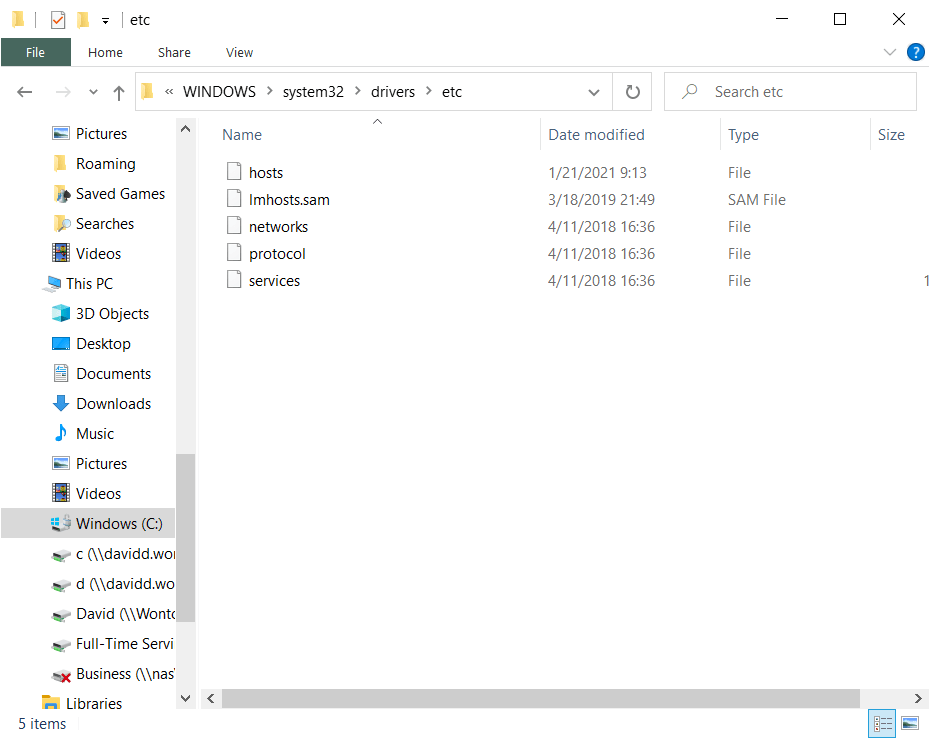 etc
File Home Share View
« WINDOWS > system32 > drivers > etc Search etc
Name Date modified Type Size
Pictures
Roaming
Saved Games
Searches
Videos
This PC
3D Objects
Desktop
Documents
Downloads
Music
Pictures
Videos
Windows (C:)
c (\\davidd.wor
d (\\davidd.wo
David (\\Wonto
Full-Time Servi
Business (\\nas
Libraries
hosts 1/21/2021 9:13 File
lmhosts.sam 3/18/2019 21:49 SAM File
networks 4/11/2018 16:36 File
protocol 4/11/2018 16:36 File
services 4/11/2018 16:36 File 1
5 items